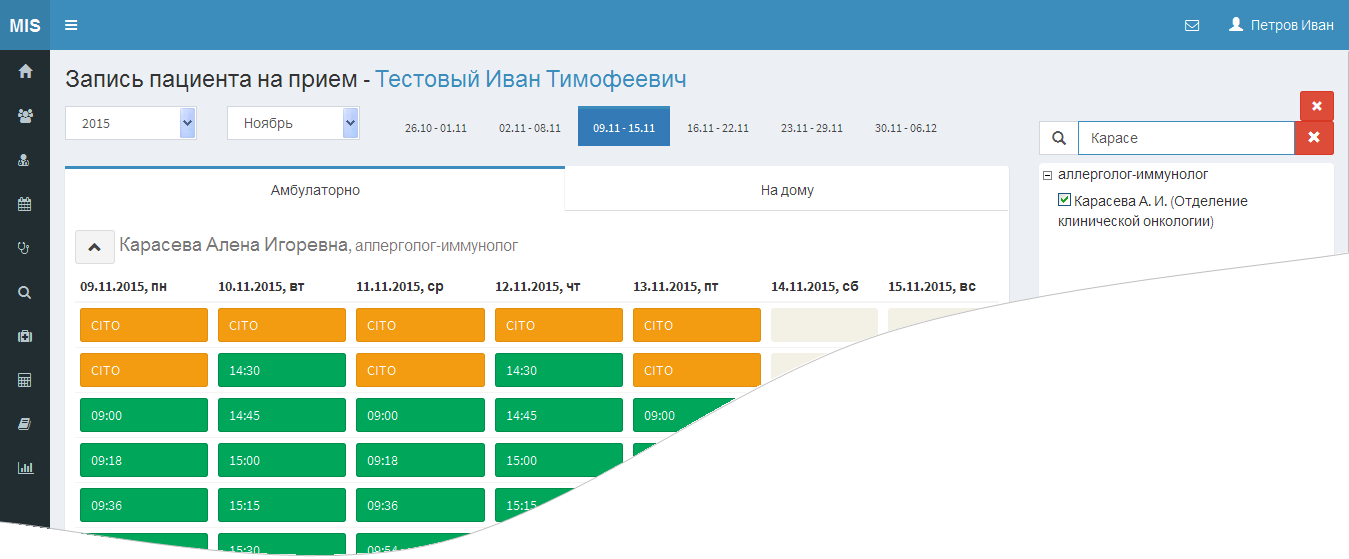 MIS
Петров Иван
Запись пациента на прием - Тестовый Иван Тимофеевич
2015 Ноябрь 26.10 - 01.11 02.11 - 08.11 09.11 - 15.11 16.11 - 22.11 23.11 - 29.11 30.11 - 06.12
Карасе
аллерголог-иммунолог
Карасева А. И. (Отделение
клинической онкологии)
Амбулаторно На дому
Карасева Алена Игоревна, аллерголог-иммунолог
09.11.2015, пн 10.11.2015, вт 11.11.2015, ср 12.11.2015, чт 13.11.2015, пт 14.11.2015, сб 15.11.2015, вс
CITO CITO CITO CITO CITO
CITO 14:30 CITO 14:30 CITO
09:00 14:45 09:00 14:45 09:00
09:18 15:00 09:18 15:00
09:36 15:15 09:36 15:15
15:30 09:54